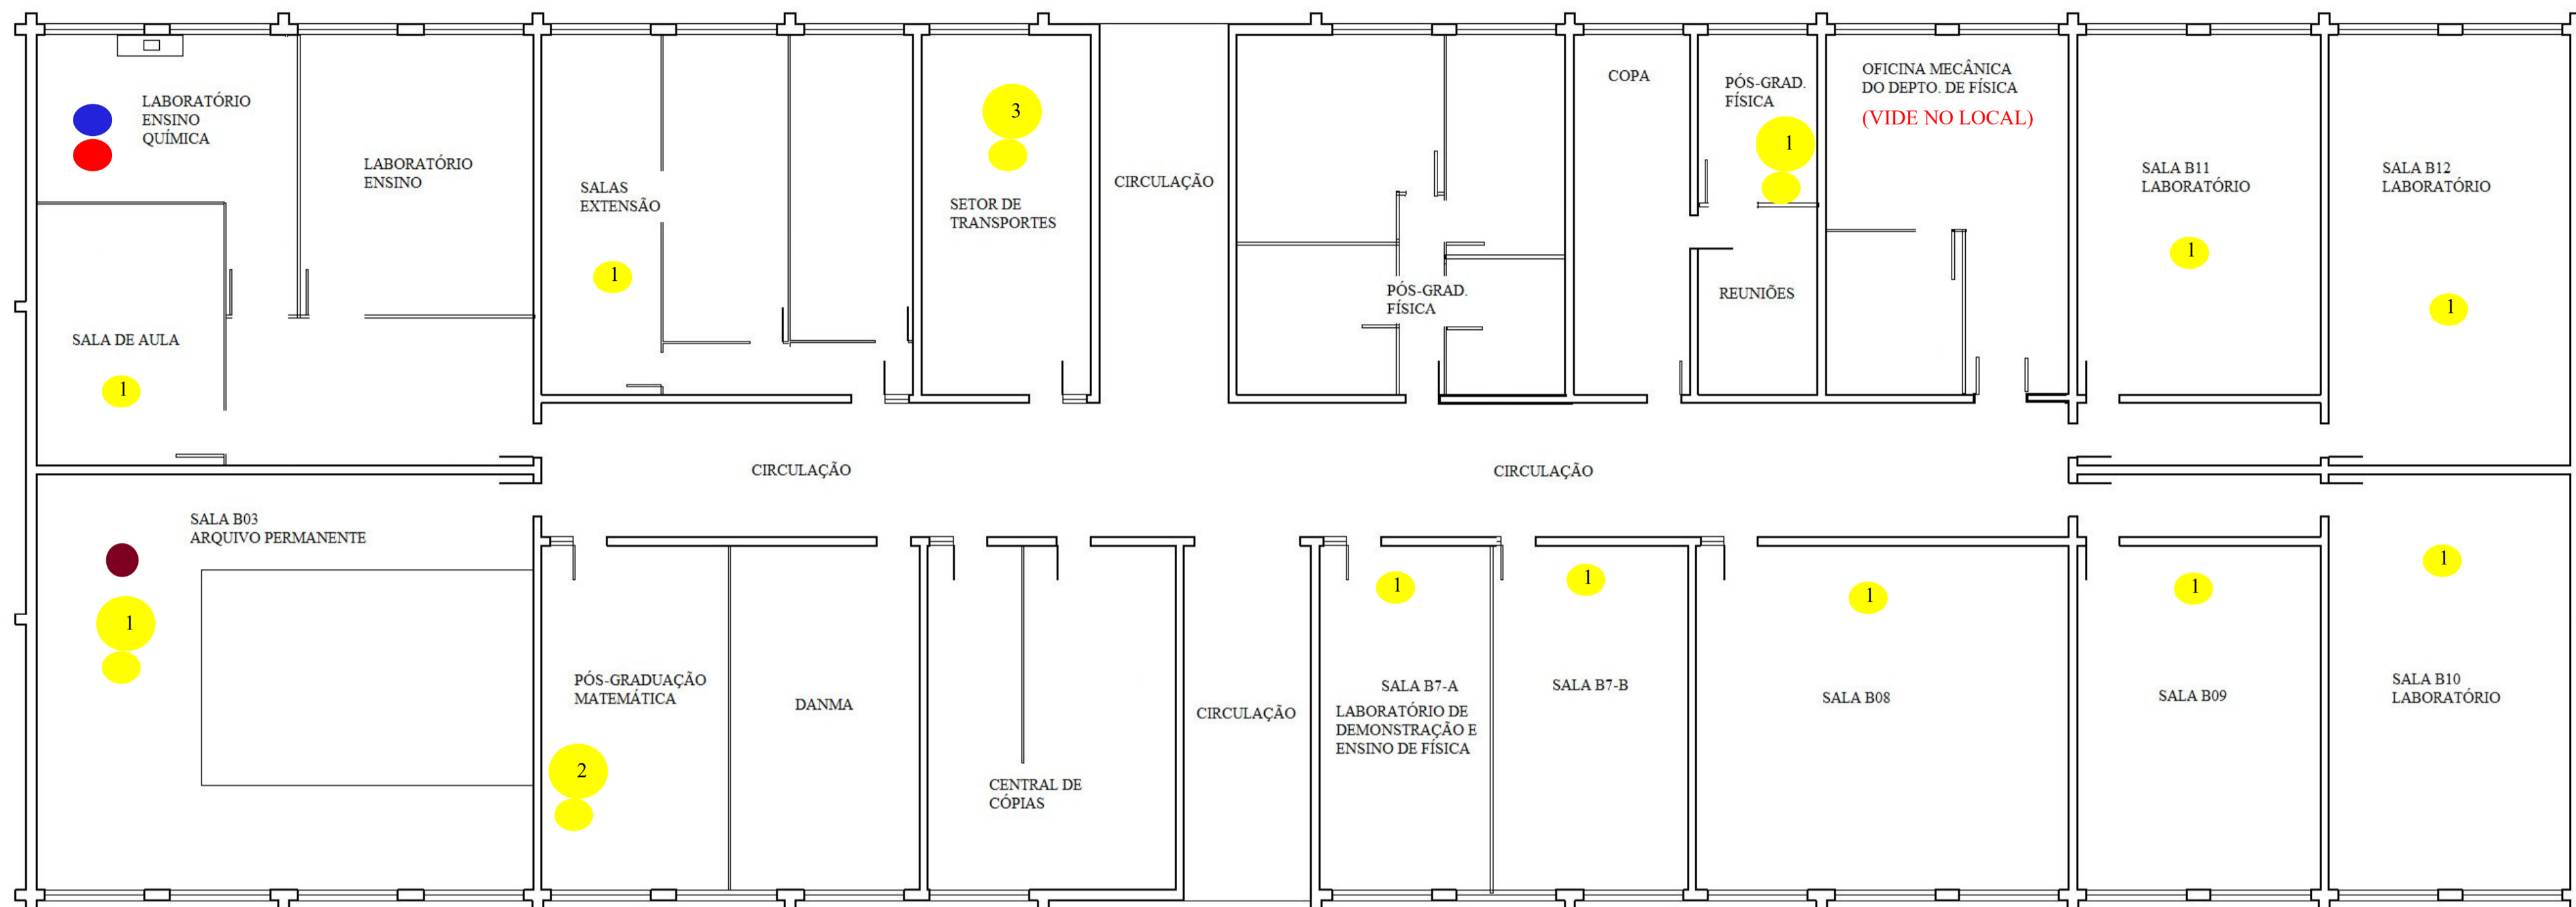 LABORATÓRIO
ENSINO
QUÍMICA
LABORATÓRIO
ENSINO
SALA DE AULA
1
SALAS
EXTENSÃO
1
3
SETOR DE
TRANSPORTES
CIRCULAÇÃO
PÓS-GRAD.
FÍSICA
COPA
PÓS-GRAD.
FÍSICA
1
REUNIÕES
OFICINA MECÂNICA
DO DEPTO. DE FÍSICA
(VIDE NO LOCAL)
SALA B11
LABORATÓRIO
1
SALA B12
LABORATÓRIO
1
CIRCULAÇÃO
CIRCULAÇÃO
SALA B03
ARQUIVO PERMANENTE
1
PÓS-GRADUAÇÃO
MATEMÁTICA
2
DANMA
CENTRAL DE
CÓPIAS
CIRCULAÇÃO
1
SALA B7-A
LABORATÓRIO DE
DEMONSTRAÇÃO E
ENSINO DE FÍSICA
1
SALA B7-B
1
SALA B08
1
SALA B09
1
SALA B10
LABORATÓRIO